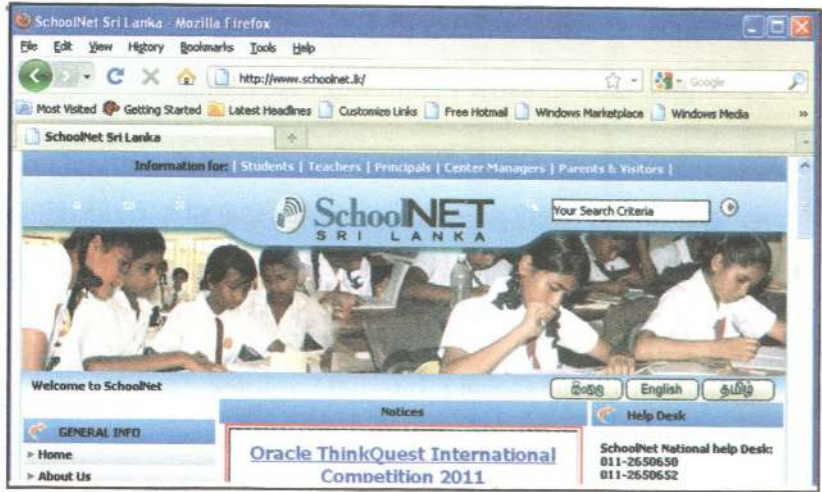 SchoolNet Sri Lanka - Mozilla Firefox
File Edit View History Bookmarks Tools Help
http://www.schoolnet.lk/
Google
Most Visited Getting Started Latest Headlines Customize Links Free Hotmail Windows Marketplace Windows Media »
SchoolNet Sri Lanka
Information for: | Students | Teachers | Principals | Center Managers | Parents & Visitors |
SchoolNET
SRI LANKA
Your Search Criteria
Welcome to SchoolNet
සිංහල English தமிழ்
Notices
Help Desk
GENERAL INFO
Home
About Us
Oracle ThinkQuest International
Competition 2011
SchoolNet National help Desk:
011-2650650
011-2650652